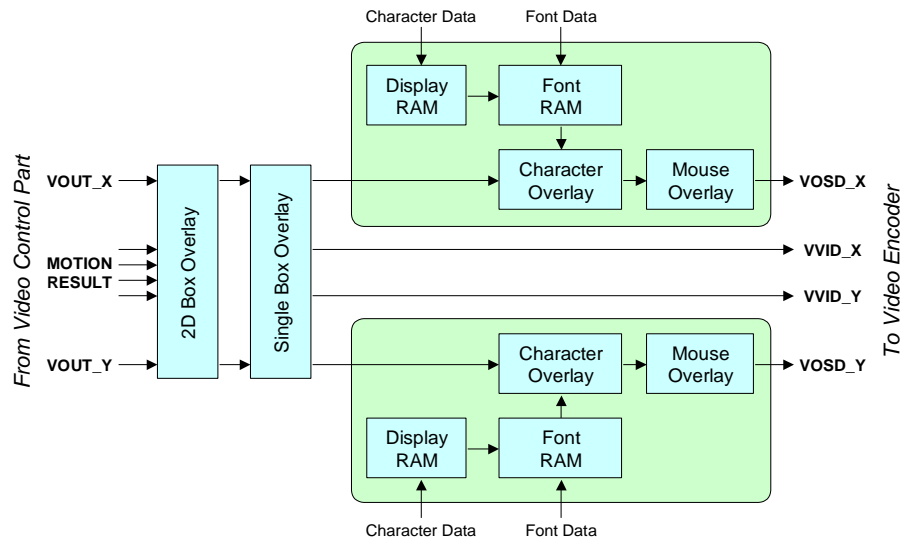 Character Data
Font Data
Display
RAM
Font
RAM
Character
Overlay
Mouse
Overlay
From Video Control Part
VOUT_X
MOTION
RESULT
VOUT_Y
2D Box Overlay
Single Box Overlay
VOSD_X
VVID_X
VVID_Y
VOSD_Y
To Video Encoder
Character
Overlay
Mouse
Overlay
Display
RAM
Font
RAM
Character Data
Font Data